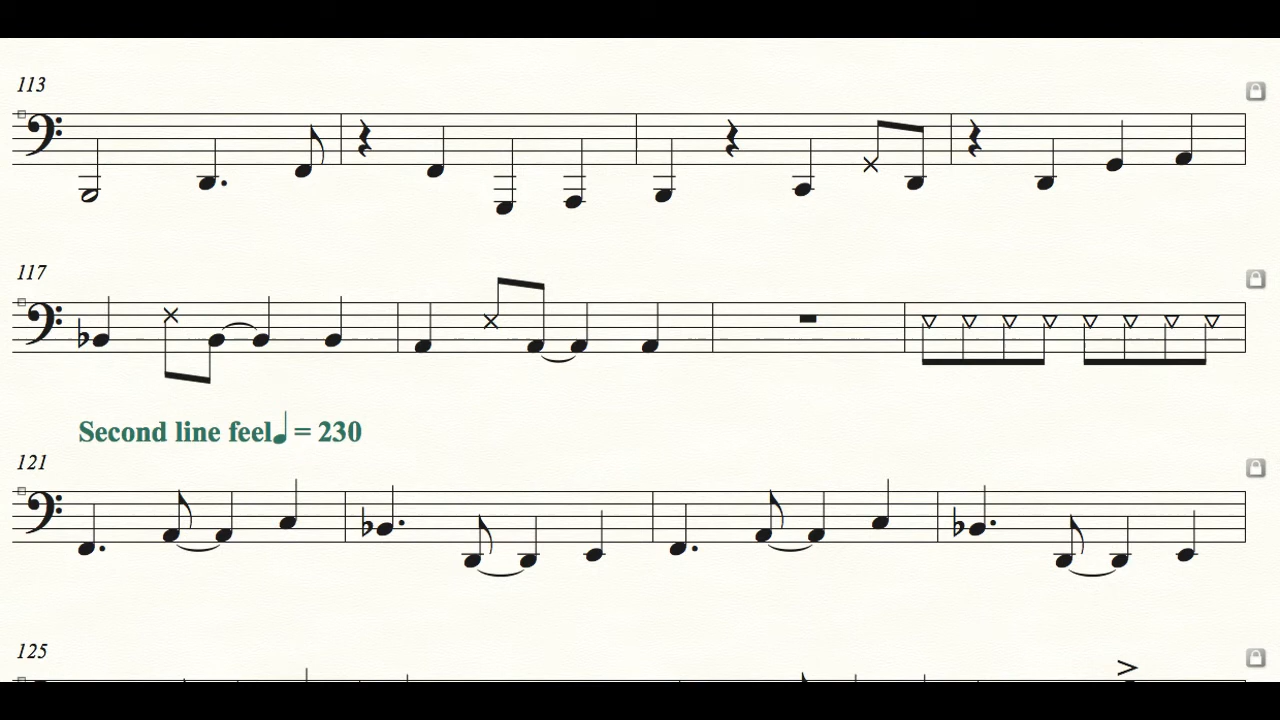 113
117
Second line feel♩ = 230
121
125